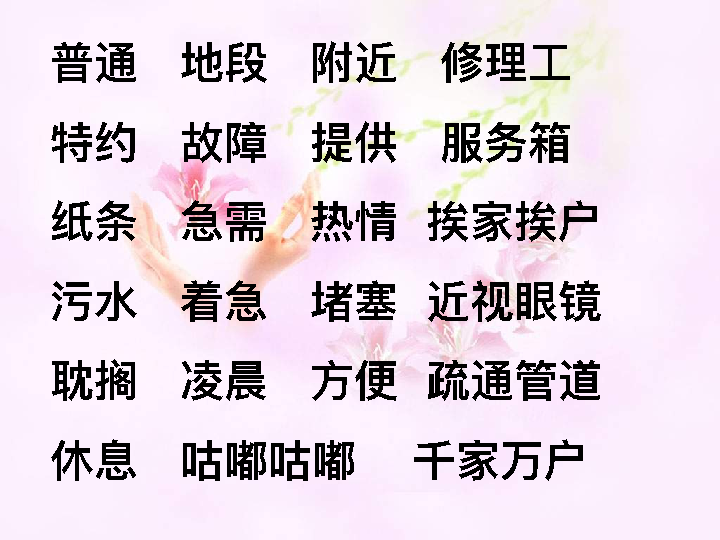 普通 地段 附近 修理工
特约 故障 提供 服务箱
纸条 急需 热情 挨家挨户
污水 着急 堵塞 近视眼镜
耽搁 凌晨 方便 疏通管道
休息 咕嘟咕嘟 千家万户